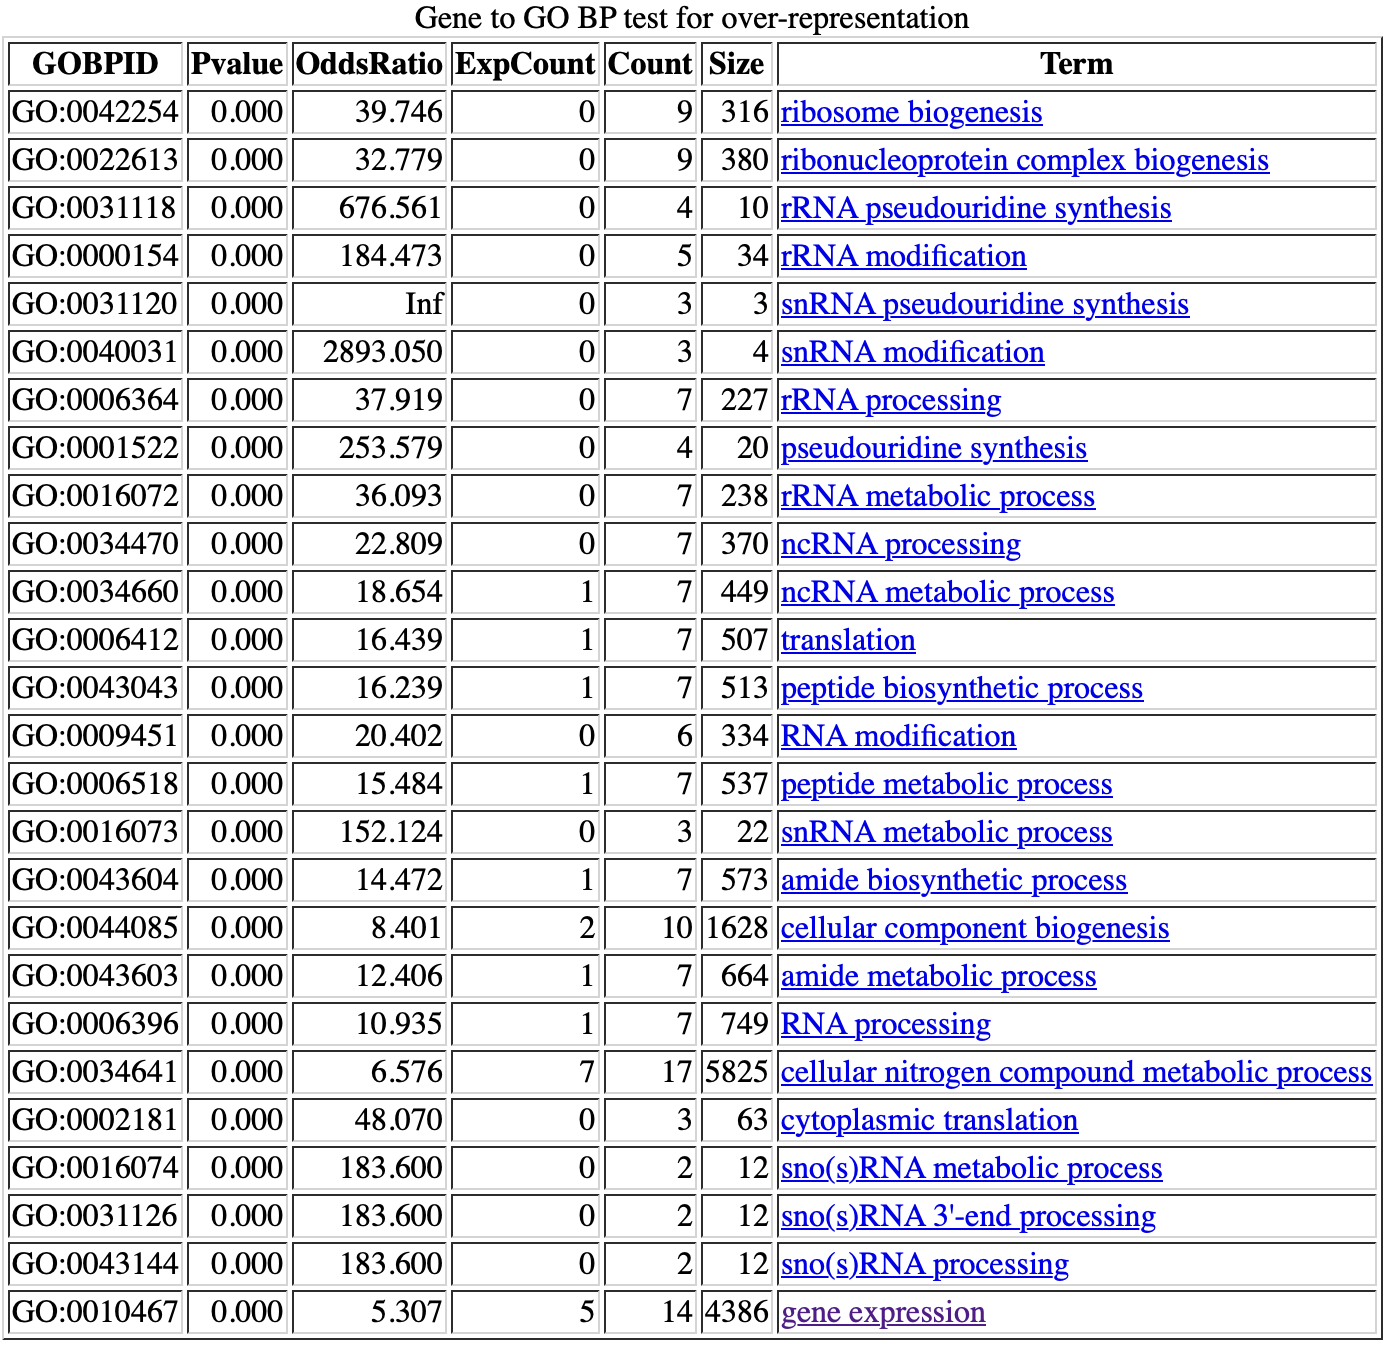 Gene to GO BP test for over-representation
GOBPID Pvalue OddsRatio ExpCount Count Size Term
GO:0042254 0.000 39.746 0 9 316 ribosome biogenesis
GO:0022613 0.000 32.779 0 9 380 ribonucleoprotein complex biogenesis
GO:0031118 0.000 676.561 0 4 10 rRNA pseudouridine synthesis
GO:0000154 0.000 184.473 0 5 34 rRNA modification
GO:0031120 0.000 Inf 0 3 3 snRNA pseudouridine synthesis
GO:0040031 0.000 2893.050 0 3 4 snRNA modification
GO:0006364 0.000 37.919 0 7 227 rRNA processing
GO:0001522 0.000 253.579 0 4 20 pseudouridine synthesis
GO:0016072 0.000 36.093 0 7 238 rRNA metabolic process
GO:0034470 0.000 22.809 0 7 370 ncRNA processing
GO:0034660 0.000 18.654 1 7 449 ncRNA metabolic process
GO:0006412 0.000 16.439 1 7 507 translation
GO:0043043 0.000 16.239 1 7 513 peptide biosynthetic process
GO:0009451 0.000 20.402 0 6 334 RNA modification
GO:0006518 0.000 15.484 1 7 537 peptide metabolic process
GO:0016073 0.000 152.124 0 3 22 snRNA metabolic process
GO:0043604 0.000 14.472 1 7 573 amide biosynthetic process
GO:0044085 0.000 8.401 2 10 1628 cellular component biogenesis
GO:0043603 0.000 12.406 1 7 664 amide metabolic process
GO:0006396 0.000 10.935 1 7 749 RNA processing
GO:0034641 0.000 6.576 7 17 5825 cellular nitrogen compound metabolic process
GO:0002181 0.000 48.070 0 3 63 cytoplasmic translation
GO:0016074 0.000 183.600 0 2 12 sno(s)RNA metabolic process
GO:0031126 0.000 183.600 0 2 12 sno(s)RNA 3'-end processing
GO:0043144 0.000 183.600 0 2 12 sno(s)RNA processing
GO:0010467 0.000 5.307 5 14 4386 gene expression